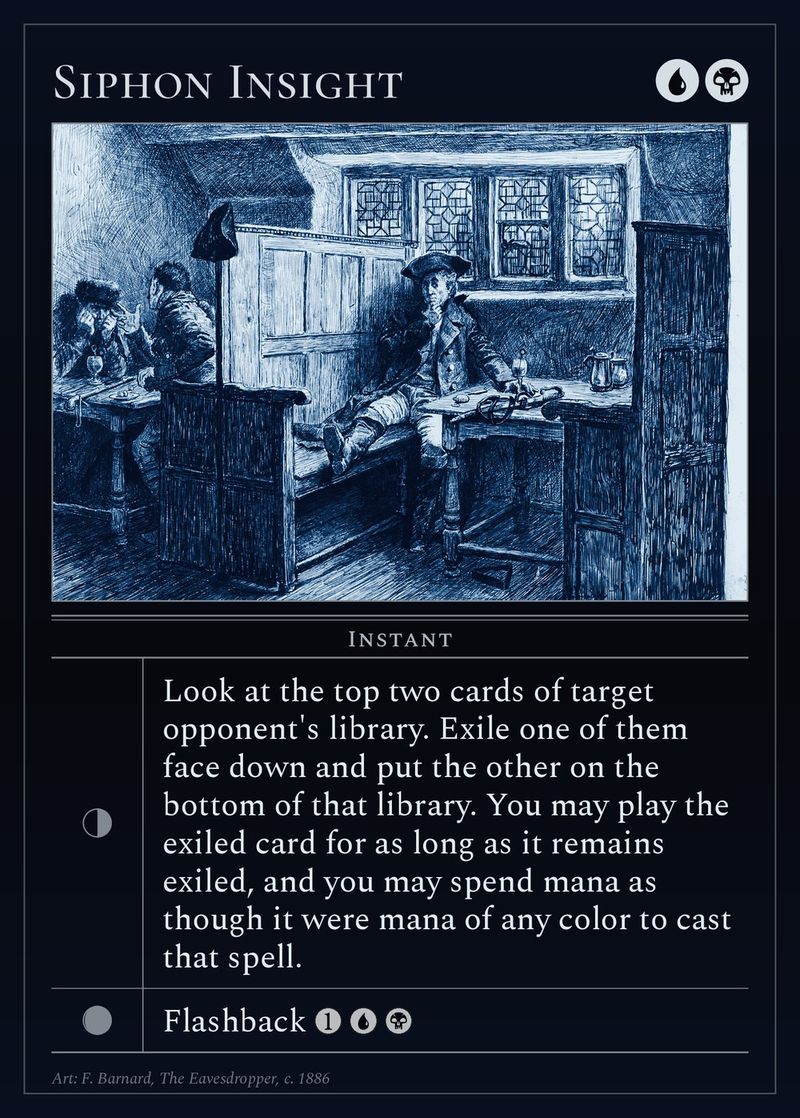 Siphon Insight
Instant
Look at the top two cards of target
opponent's library. Exile one of them
face down and put the other on the
bottom of that library. You may play the
exiled card for as long as it remains
exiled, and you may spend mana as
though it were mana of any color to cast
that spell.
Flashback 1
Art: F. Barnard, The Eavesdropper, c. 1886